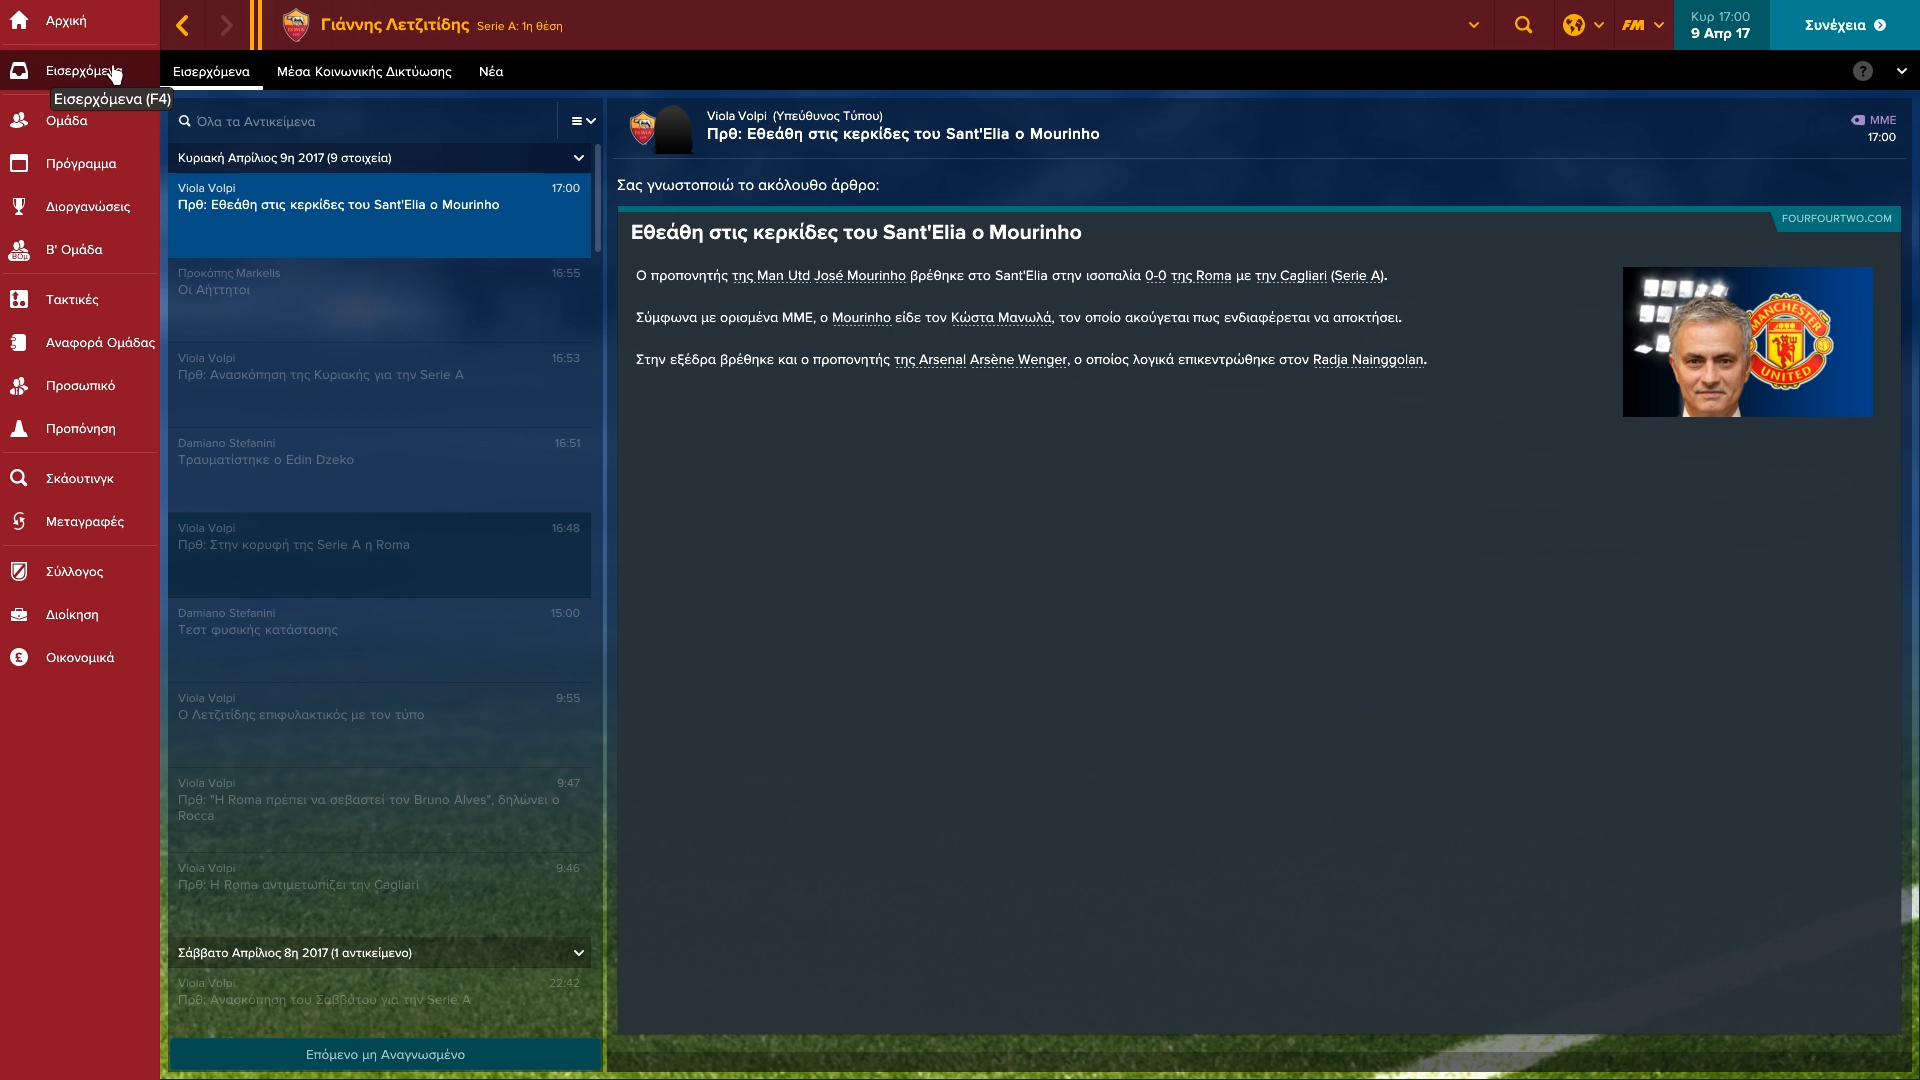 Αρχική
Γιάννης Λετζιτίδης Serie A: 1η θέση
FM
Κυρ 17:00
9 Απρ 17
Συνέχεια
Εισερχόμενα
Εισερχόμενα (F4)
Ομάδα
Πρόγραμμα
Διοργανώσεις
Β' Ομάδα
Τακτικές
Αναφορά Ομάδας
Προσωπικό
Προπόνηση
Σκάουτινγκ
Μεταγραφές
Σύλλογος
Διοίκηση
Οικονομικά
Εισερχόμενα Μέσα Κοινωνικής Δικτύωσης Νέα
?
Όλα τα Αντικείμενα
Κυριακή Απρίλιος 9η 2017 (9 στοιχεία)
Viola Volpi 17:00
Πρθ: Εθεάθη στις κερκίδες του Sant'Elia ο Mourinho
Προκόπης Markelis 16:55
Οι Αήττητοι
Viola Volpi 16:53
Πρθ: Ανασκόπηση της Κυριακής για την Serie A
Damiano Stefanini 16:51
Τραυματίστηκε ο Edin Dzeko
Viola Volpi 16:48
Πρθ: Στην κορυφή της Serie A η Roma
Damiano Stefanini 15:00
Τεστ φυσικής κατάστασης
Viola Volpi 9:55
Ο Λετζιτίδης επιφυλακτικός με τον τύπο
Viola Volpi 9:47
Πρθ: "Η Roma πρέπει να σεβαστεί τον Bruno Alves", δηλώνει ο
Rocca
Viola Volpi 9:46
Πρθ: Η Roma αντιμετωπίζει την Cagliari
Σάββατο Απρίλιος 8η 2017 (1 αντικείμενο)
Viola Volpi 22:42
Πρθ: Ανασκόπηση του Σαββάτου για την Serie A
Επόμενο μη Αναγνωσμένο
Viola Volpi (Υπεύθυνος Τύπου)
Πρθ: Εθεάθη στις κερκίδες του Sant'Elia ο Mourinho
ΜΜΕ
17:00
Σας γνωστοποιώ το ακόλουθο άρθρο:
FOURFOURTWO.COM
Εθεάθη στις κερκίδες του Sant'Elia ο Mourinho
Ο προπονητής της Man Utd José Mourinho βρέθηκε στο Sant'Elia στην ισοπαλία 0-0 της Roma με την Cagliari (Serie A).
Σύμφωνα με ορισμένα ΜΜΕ, ο Mourinho είδε τον Κώστα Μανωλά, τον οποίο ακούγεται πως ενδιαφέρεται να αποκτήσει.
Στην εξέδρα βρέθηκε και ο προπονητής της Arsenal Arsène Wenger, ο οποίος λογικά επικεντρώθηκε στον Radja Nainggolan.
MANCHESTER
UNITED